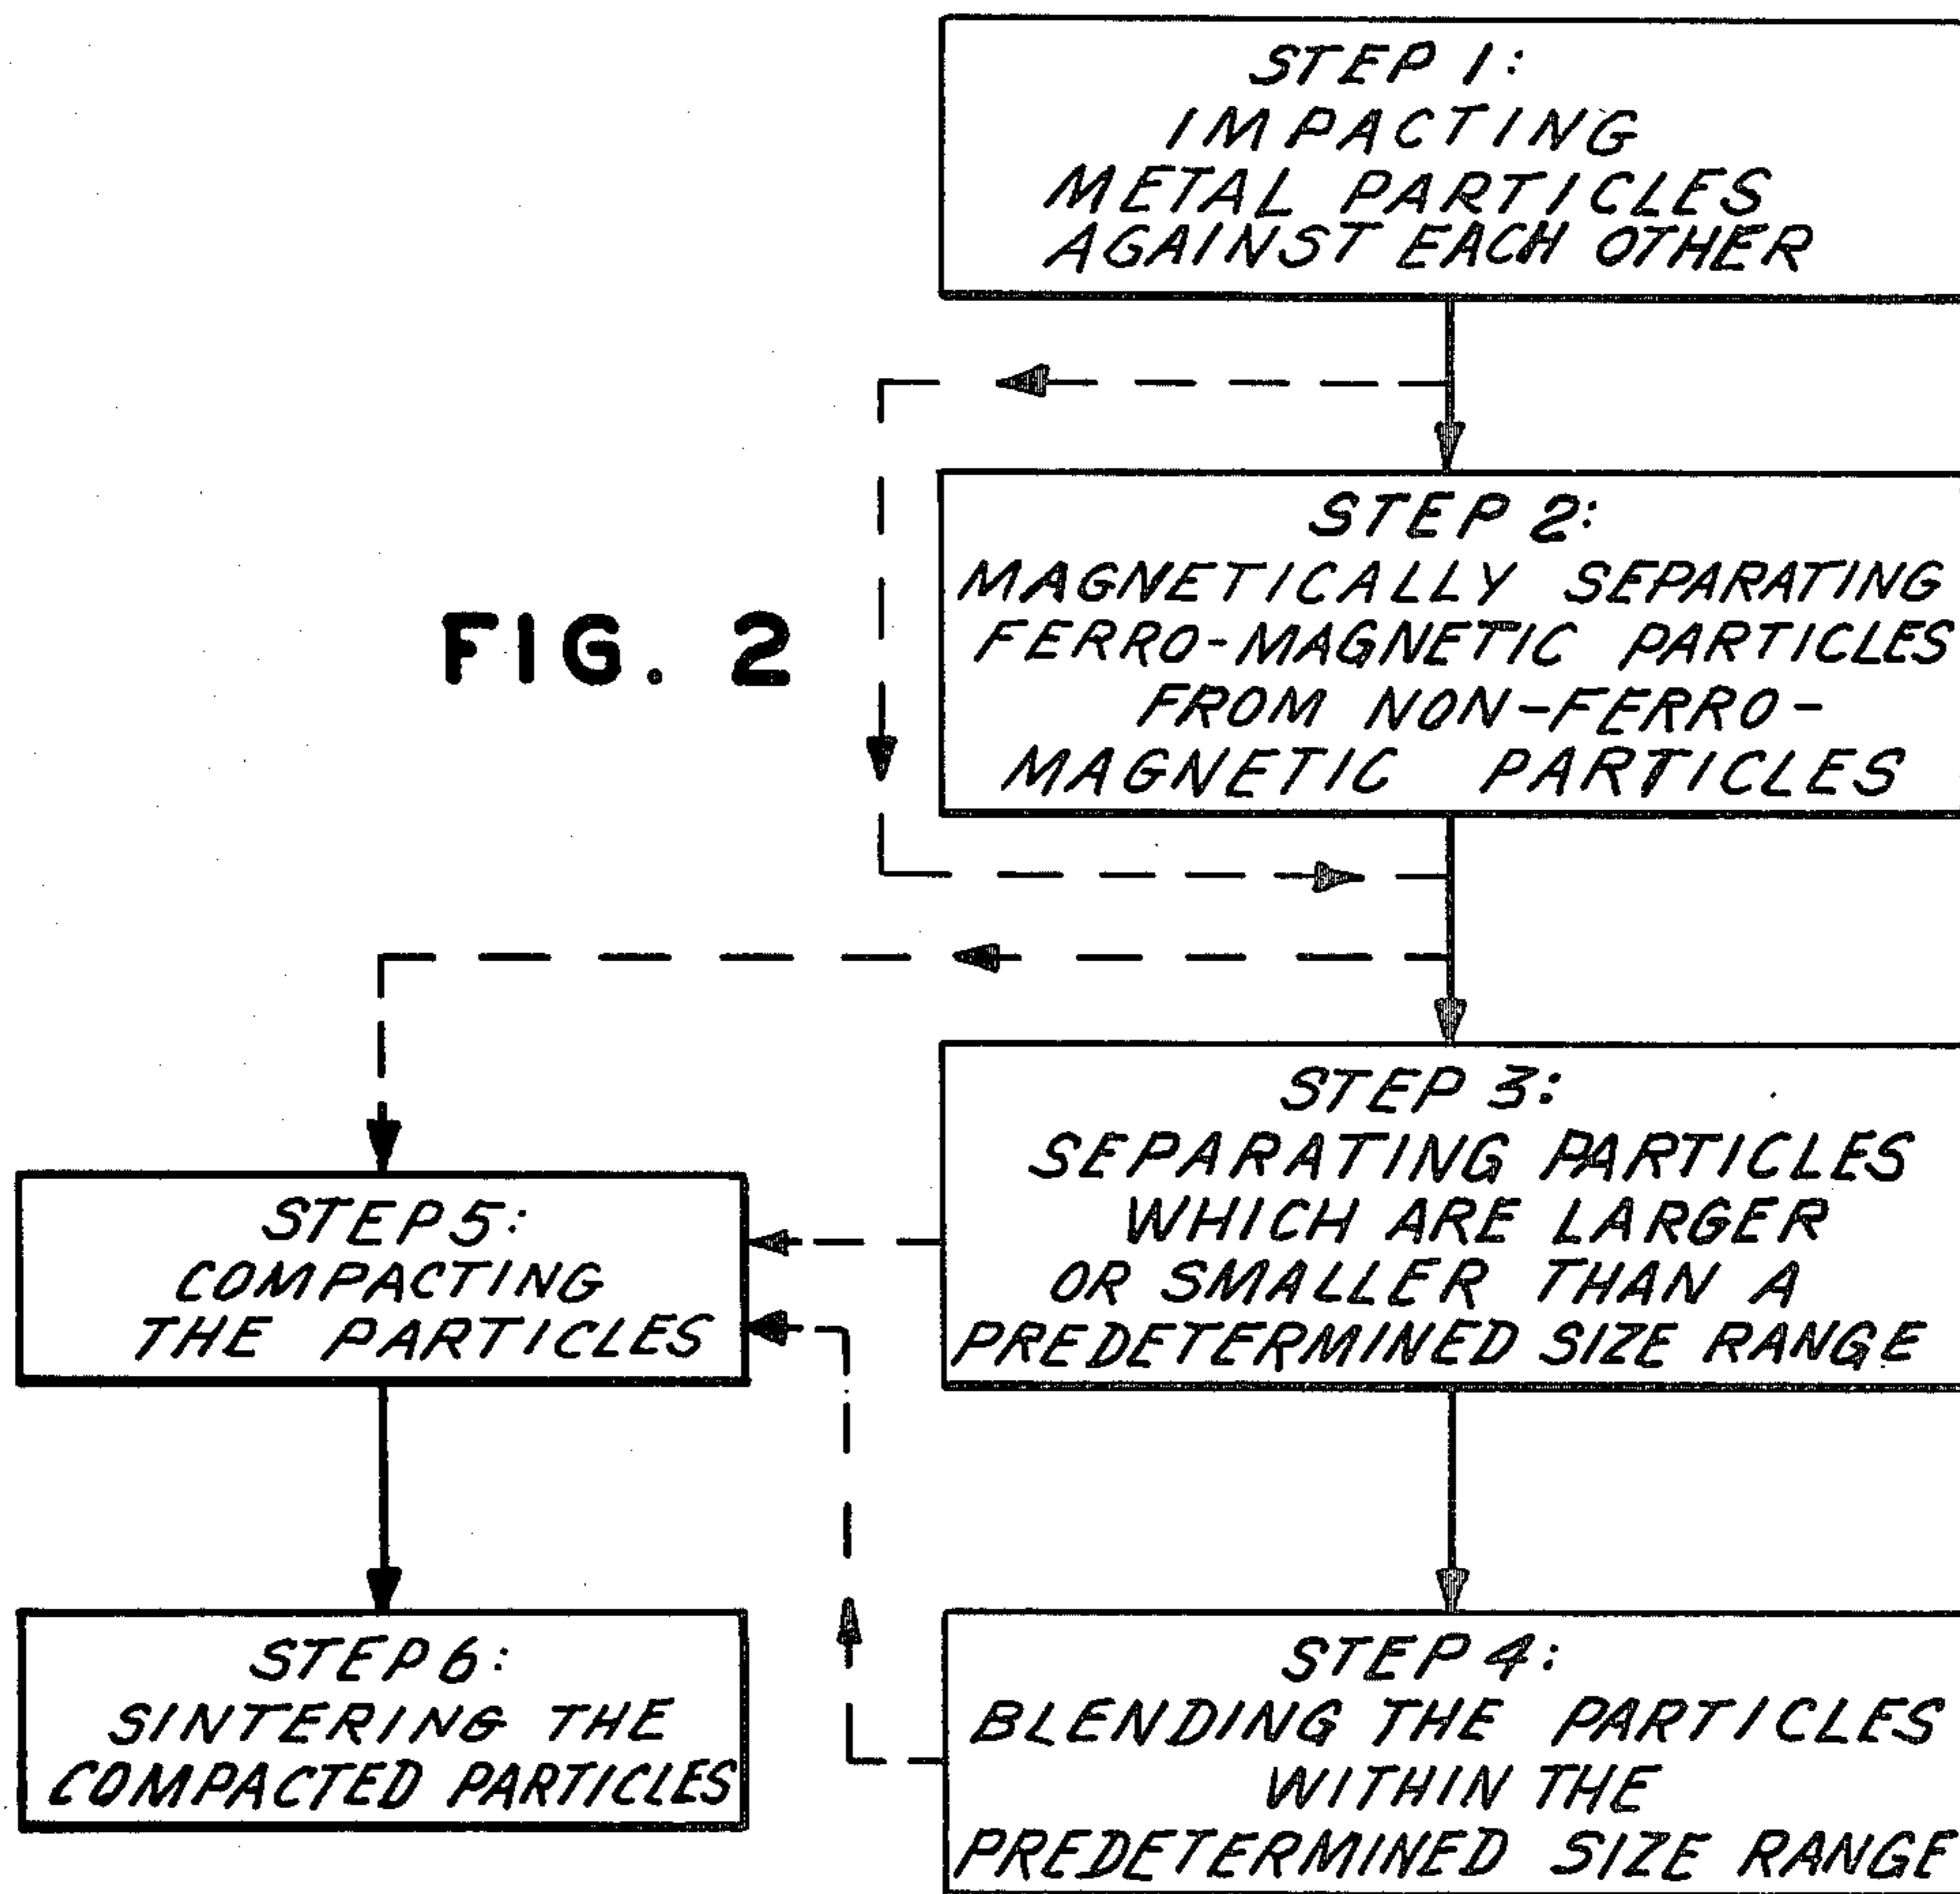 STEP 1:
IMPACTING
METAL PARTICLES
AGAINST EACH OTHER
FIG. 2
STEP 2:
MAGNETICALLY SEPARATING
FERRO-MAGNETIC PARTICLES
FROM NON-FERRO-
MAGNETIC PARTICLES
STEP 3:
SEPARATING PARTICLES
WHICH ARE LARGER
OR SMALLER THAN A
PREDETERMINED SIZE RANGE
STEP 4:
BLENDING THE PARTICLES
WITHIN THE
PREDETERMINED SIZE RANGE
STEP 5:
COMPACTING
THE PARTICLES
STEP 6:
SINTERING THE
COMPACTED PARTICLES